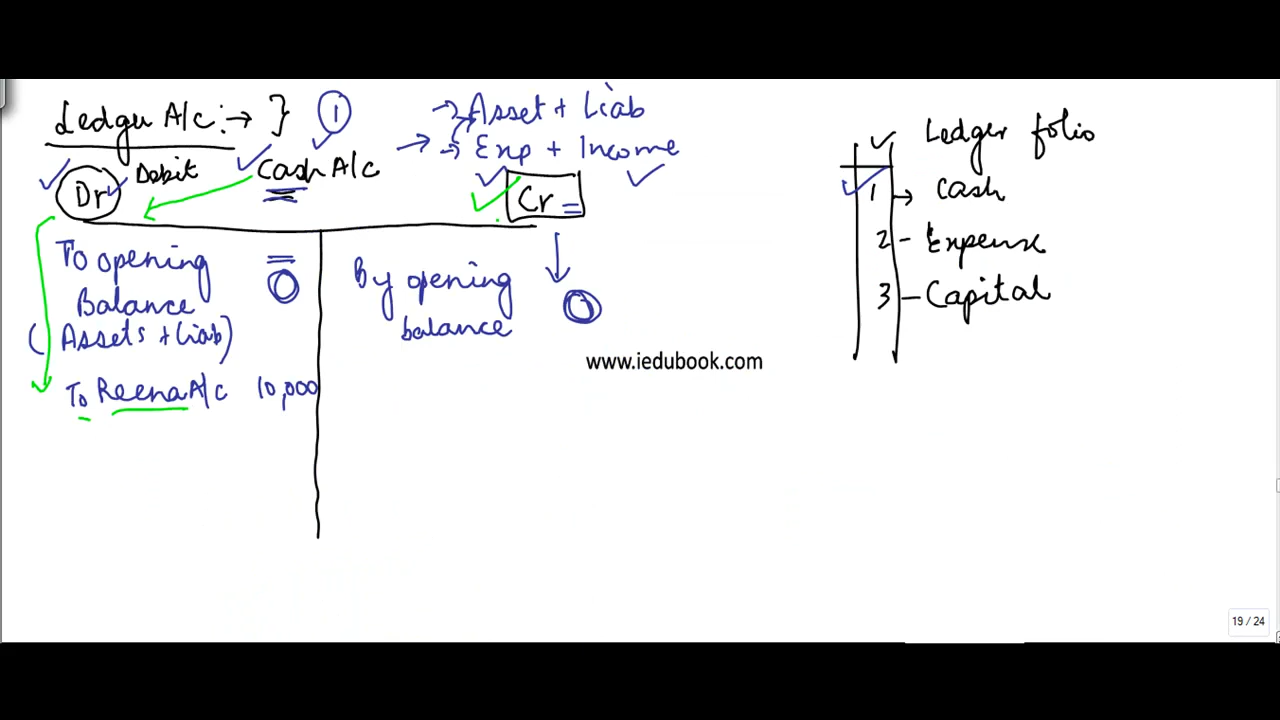 Ledger A/c :→ } 1
→ Asset + Liab
→ → Exp + Income
Dr Debit Cash A/c Cr
To opening
Balance 0
(Assets + Liab)
To Reena A/c 10,000
By opening
balance 0
Ledger folio
1 → Cash
2 - Expense
3 - Capital
www.iedubook.com
19 / 24